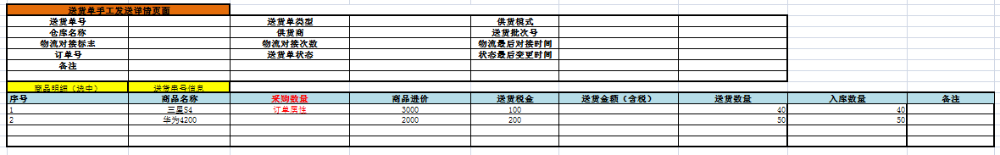 送货单手工发送详情页面
送货单号 送货单类型 供货模式
仓库名称 供货商 送货批次号
物流对接标志 物流对接次数 物流最后对接时间
订单号 送货单状态 状态最后变更时间
备注
商品明细（选中） 送货串号信息
序号 商品名称 采购数量 商品进价 送货税金 送货金额（含税） 送货数量 入库数量 备注
1 三星S4 订单属性 3000 100 40 40
2 华为4200 2000 200 50 50